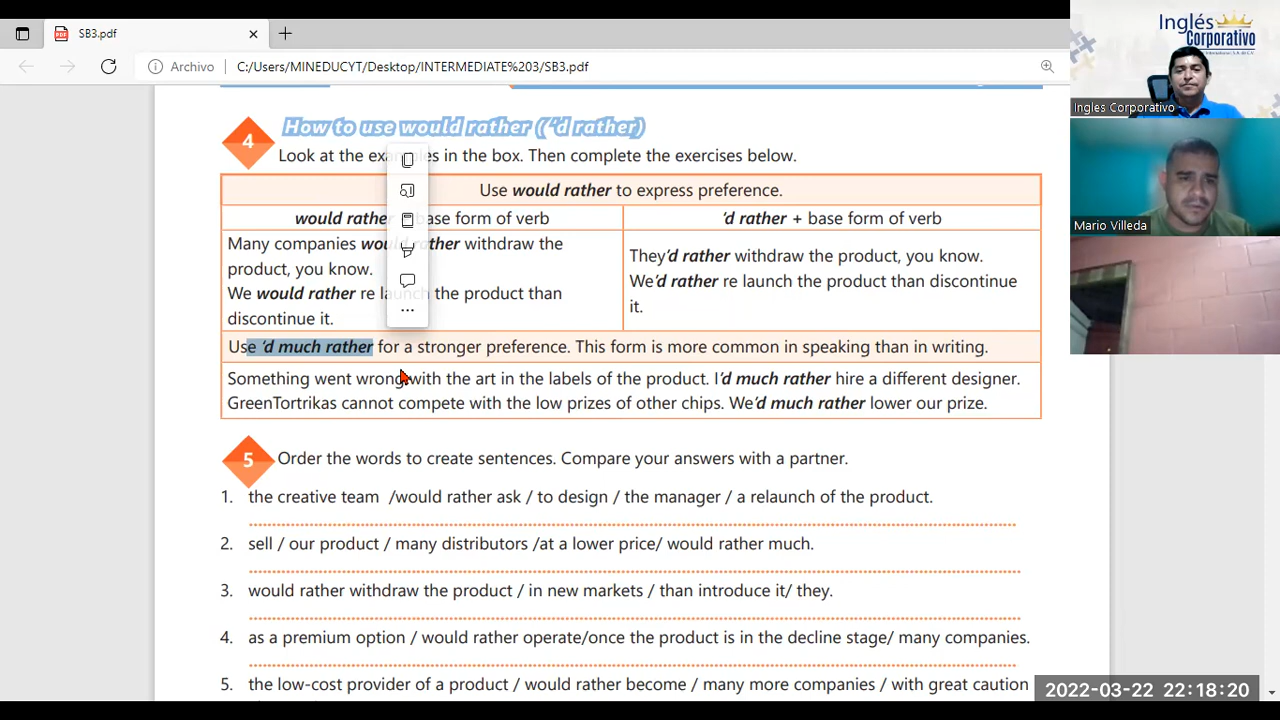 SB3.pdf
Archivo C:/Users/MINEDUCYT/Desktop/INTERMEDIATE%203/SB3.pdf
Inglés
Corporativo
Ingles Corporativo
Mario Villeda
4 How to use would rather (( 'd rather)
Look at the in the box. Then complete the exercises below.
Use would rather to express preference.
would rather base form of verb
'd rather + base form of verb
Many companies would rather withdraw the
product, you know.
We would rather re launch the product than
discontinue it.
They'd rather withdraw the product, you know.
We'd rather re launch the product than discontinue
it.
Use 'd much rather for a stronger preference. This form is more common in speaking than in writing.
Something went wrong with the art in the labels of the product. I'd much rather hire a different designer.
GreenTortrikas cannot compete with the low prizes of other chips. We'd much rather lower our prize.
5 Order the words to create sentences. Compare your answers with a partner.
1. the creative team /would rather ask / to design / the manager / a relaunch of the product.
2. sell / our product / many distributors /at a lower price/ would rather much.
3. would rather withdraw the product / in new markets / than introduce it/ they.
4. as a premium option / would rather operate/once the product is in the decline stage/ many companies.
5. the low-cost provider of a product / would rather become / many more companies / with great caution
2022-03-22 22:18:20